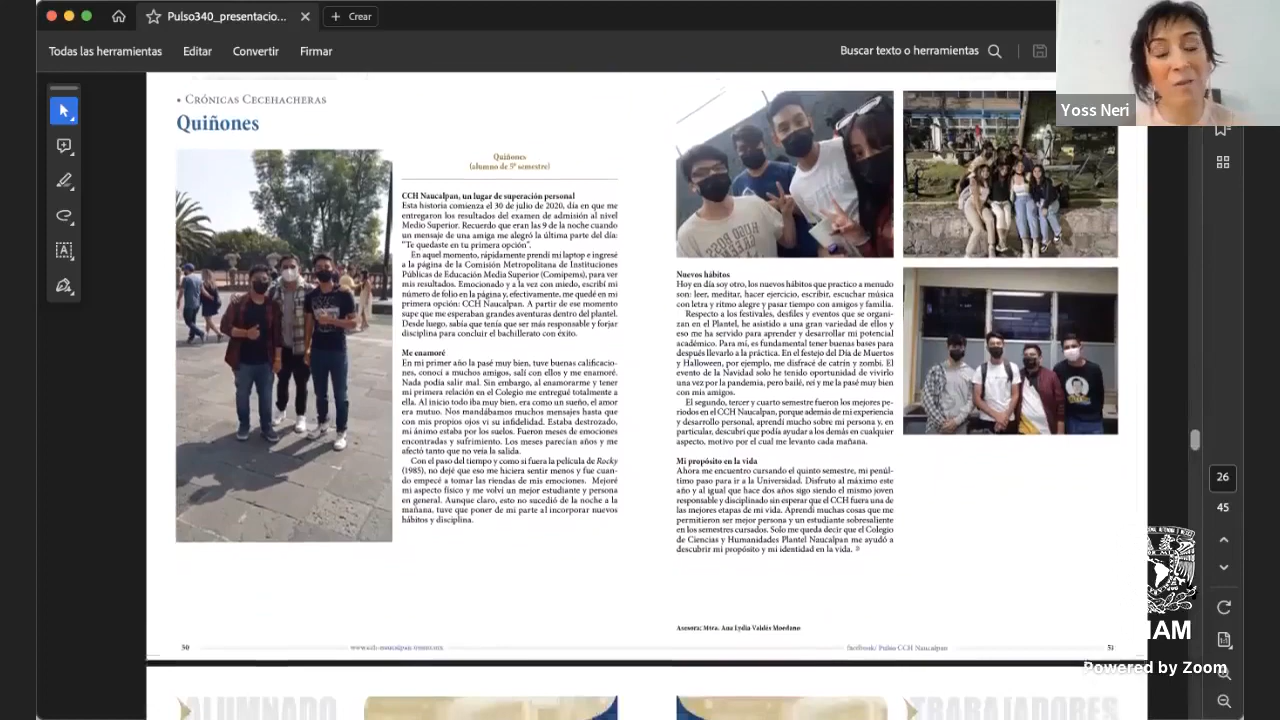 Pulso340_presentacio...
Crear
Todas las herramientas
Editar
Convertir
Firmar
Buscar texto o herramientas
Yoss Neri
• Crónicas Cecehacheras
Quiñones
Quiñones
(alumno de 5º semestre)
CCH Naucalpan, un lugar de superación personal
Esta historia comienza el 30 de julio de 2020, día en que me
entregaron los resultados del examen de admisión al nivel
Medio Superior. Recuerdo que eran las 9 de la noche cuando
un mensaje de una amiga me alegró la última parte del día:
"Te quedaste en tu primera opción".
En aquel momento, rápidamente prendí mi laptop e ingresé
a la página de la Comisión Metropolitana de Instituciones
Públicas de Educación Media Superior (Comipems), para ver
mis resultados. Emocionado y a la vez con miedo, escribí mi
número de folio en la página y, efectivamente, me quedé en mi
primera opción: CCH Naucalpan. A partir de ese momento
supe que me esperaban grandes aventuras dentro del plantel.
Desde luego, sabía que tenía que ser más responsable y forjar
disciplina para concluir el bachillerato con éxito.
Me enamoré
En mi primer año la pasé muy bien, tuve buenas calificacio-
nes, conocí a muchos amigos, salí con ellos y me enamoré.
Nada podía salir mal. Sin embargo, al enamorarme y tener
mi primera relación en el Colegio me entregué totalmente a
ella. Al inicio todo iba muy bien, era como un sueño, el amor
era mutuo. Nos mandábamos muchos mensajes hasta que
con mis propios ojos vi su infidelidad. Estaba destrozado,
mi ánimo estaba por los suelos. Fueron meses de emociones
encontradas y sufrimiento. Los meses parecían años y me
afectó tanto que no veía la salida.
Con el paso del tiempo y como si fuera la película de Rocky
(1985), no dejé que eso me hiciera sentir menos y fue cuan-
do empecé a tomar las riendas de mis emociones. Mejoré
mi aspecto físico y me volví un mejor estudiante y persona
en general. Aunque claro, esto no sucedió de la noche a la
mañana, tuve que poner de mi parte al incorporar nuevos
hábitos y disciplina.
Nuevos hábitos
Hoy en día soy otro, los nuevos hábitos que practico a menudo
son: leer, meditar, hacer ejercicio, escribir, escuchar música
con letra y ritmo alegre y pasar tiempo con amigos y familia.
Respecto a los festivales, desfiles y eventos que se organi-
zan en el Plantel, he asistido a una gran variedad de ellos y
eso me ha servido para aprender y desarrollar mi potencial
académico. Para mí, es fundamental tener buenas bases para
después llevarlo a la práctica. En el festejo del Día de Muertos
y Halloween, por ejemplo, me disfracé de catrín y zombi. El
evento de la Navidad solo he tenido oportunidad de vivirlo
una vez por la pandemia, pero bailé, reí y me la pasé muy bien
con mis amigos.
El segundo, tercer y cuarto semestre fueron los mejores pe-
riodos en el CCH Naucalpan, porque además de mi experiencia
y desarrollo personal, aprendí mucho sobre mi persona y, en
particular, descubrí que podía ayudar a los demás en cualquier
aspecto, motivo por el cual me levanto cada mañana.
Mi propósito en la vida
Ahora me encuentro cursando el quinto semestre, mi penúl-
timo paso para ir a la Universidad. Disfruto al máximo este
año y al igual que hace dos años sigo siendo el mismo joven
responsable y disciplinado sin esperar que el CCH fuera una de
las mejores etapas de mi vida. Aprendí muchas cosas que me
permitieron ser mejor persona y un estudiante sobresaliente
en los semestres cursados. Solo me queda decir que el Colegio
de Ciencias y Humanidades Plantel Naucalpan me ayudó a
descubrir mi propósito y mi identidad en la vida.
Asesora: Mtra. Ana Lydia Valdés Moedano
50
www.cch-naucalpan.unam.mx
facebook/ Pulso CCH Naucalpan
51
26
45
Powered by Zoom
ALUMNADO
TRABAJADORES